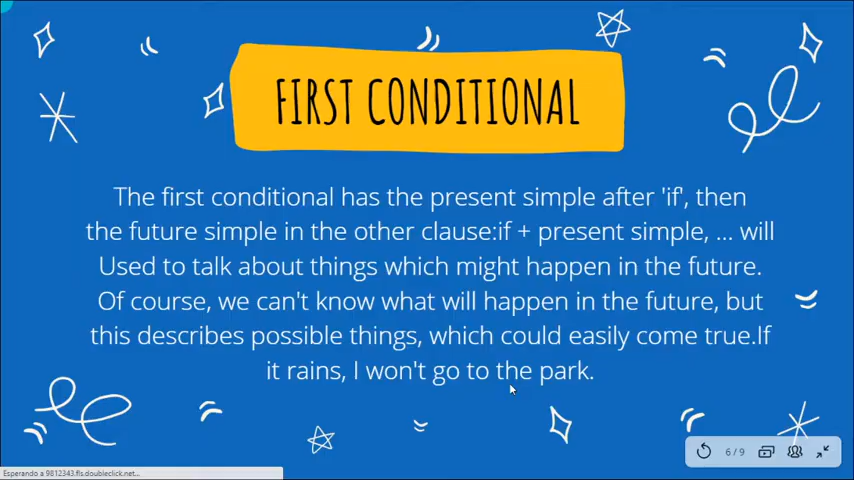 FIRST CONDITIONAL
The first conditional has the present simple after 'if', then
the future simple in the other clause:if + present simple, ... will
Used to talk about things which might happen in the future.
Of course, we can't know what will happen in the future, but
this describes possible things, which could easily come true.If
it rains, I won't go to the park.
6 / 9
Esperando a 9812343.fls.doubleclick.net...